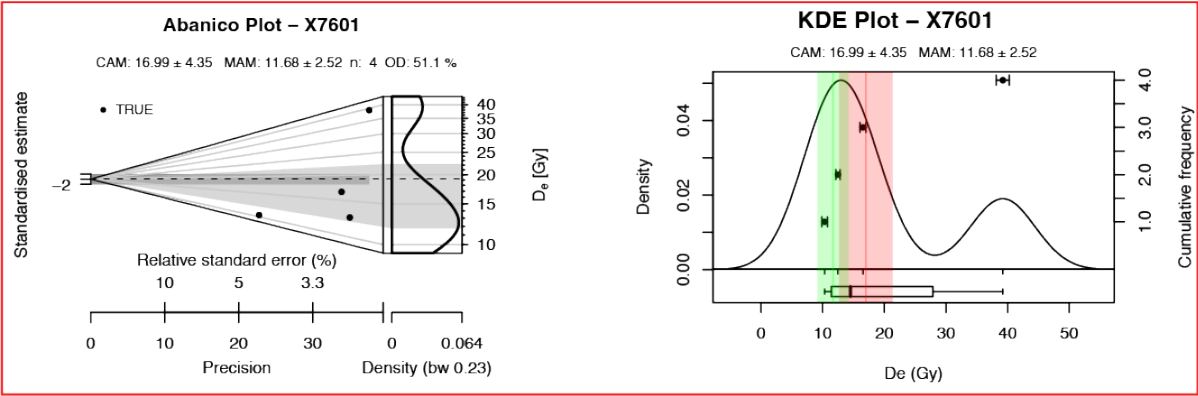 Abanico Plot – X7601
CAM: 16.99 ± 4.35 MAM: 11.68 ± 2.52 n: 4 OD: 51.1 %
TRUE
Standardised estimate
−2
40
35
30
25
20
15
10
De [Gy]
Relative standard error (%)
10 5 3.3
0 10 20 30 0 0.064
Precision Density (bw 0.23)
KDE Plot – X7601
CAM: 16.99 ± 4.35 MAM: 11.68 ± 2.52
Density
0.04
0.02
0.00
4.0
3.0
2.0
1.0
Cumulative frequency
0 10 20 30 40 50
De (Gy)